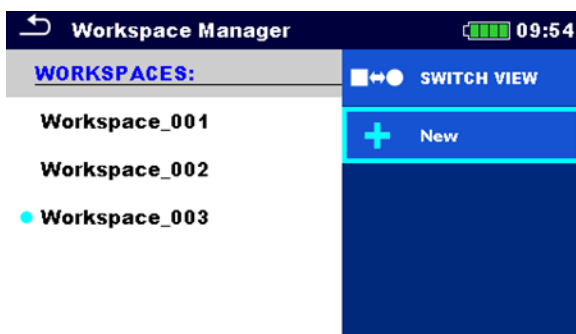 Workspace Manager
09:54
WORKSPACES:
SWITCH VIEW
New
Workspace_001
Workspace_002
Workspace_003